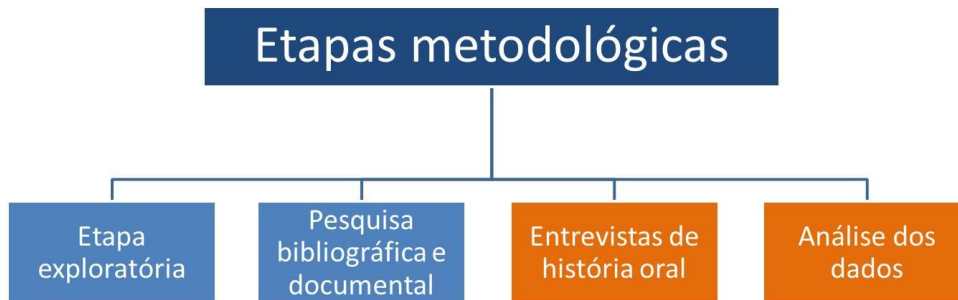 Etapas metodológicas
Etapa
exploratória
Pesquisa
bibliográfica e
documental
Entrevistas de
história oral
Análise dos
dados